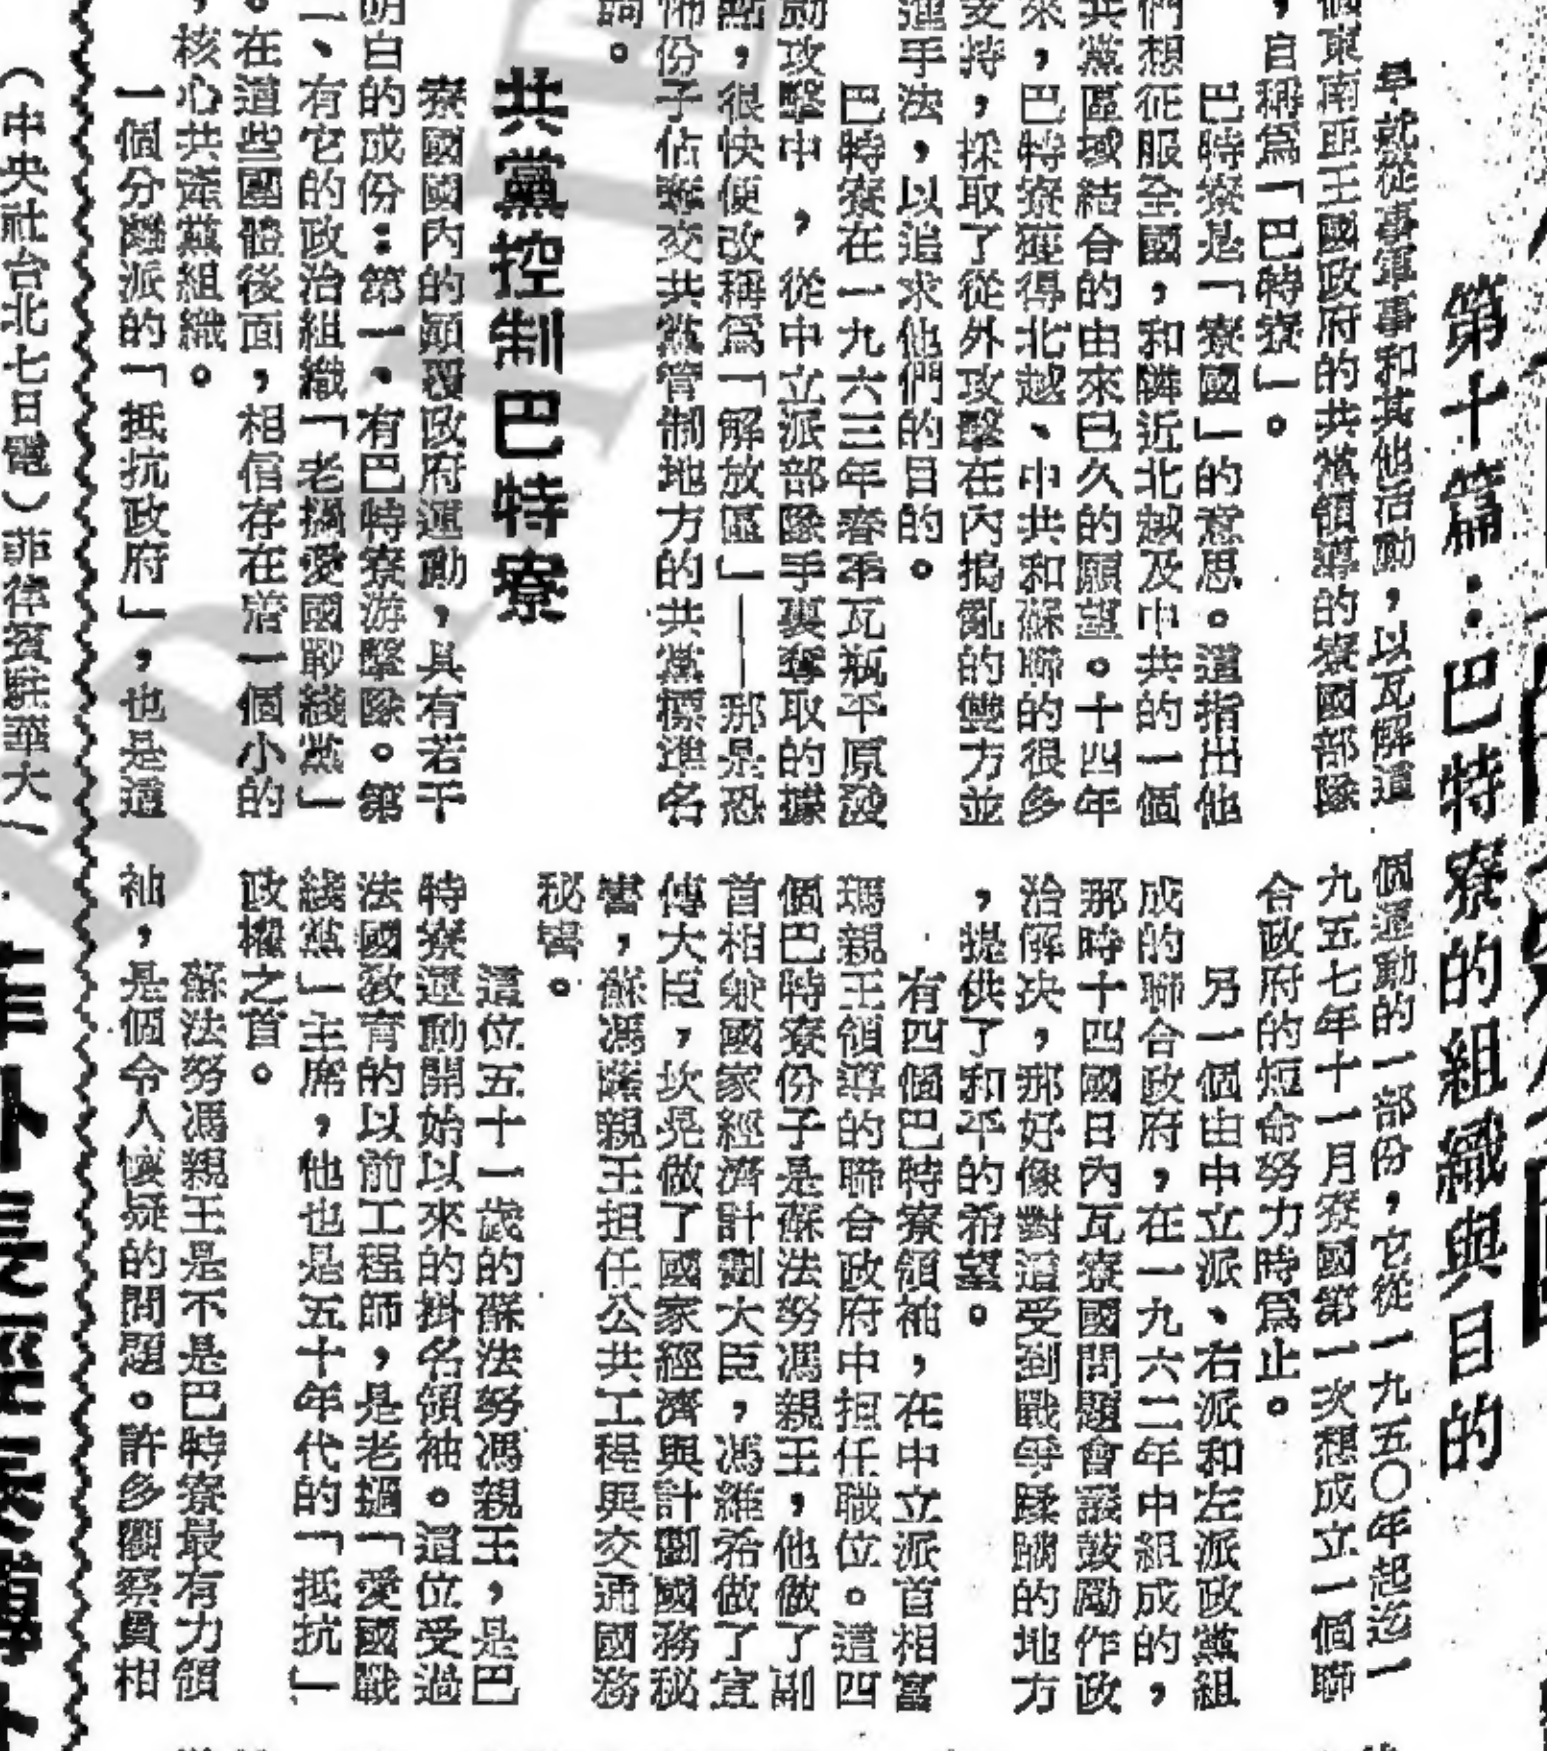 第十篇：巴特寮的組織與目的
早就從事軍事和其他活動，以瓦解這
個東南亞王國政府的共黨領導的寮國部隊
，自稱爲「巴特寮」。
巴特寮是「寮國」的意思。這指出他
們想征服全國，和隣近北越及中共的一個
共黨區域結合的由來已久的願望。十四年
來，巴特寮獲得北越、中共和蘇聯的很多
支持，採取了從外攻擊在內搗亂的雙方並
進手法，以追求他們的目的。
巴特寮在一九六三年春季瓦瓶平原發
動攻擊中，從中立派部隊手裏奪取的據
點，很快便改稱爲「解放區」——那是恐
怖份子佔奪交共黨管制地方的共黨標準名
詞。
共黨控制巴特寮
寮國國內的顚覆政府運動，具有若干
明白的成份：第一、有巴特寮游擊隊。第
二、有它的政治組織「老撾愛國戰綫黨」
。在這些團體後面，相信存在着一個小的
，核心共產黨組織。
一個分離派的「抵抗政府」，也是這
個運動的一部份，它從一九五〇年起迄一
九五七年十一月寮國第一次想成立一個聯
合政府的短命努力時爲止。
另一個由中立派、右派和左派政黨組
成的聯合政府，在一九六二年中組成的，
那時十四國日內瓦寮國問題會議鼓勵作政
治解决，那好像對這受到戰爭蹂躪的地方
，提供了和平的希望。
有四個巴特寮領袖，在中立派首相富
瑪親王領導的聯合政府中担任職位。這四
個巴特寮份子是蘇法努馮親王，他做了副
首相兼國家經濟計劃大臣，馮維希做了宣
傳大臣，坎晃做了國家經濟與計劃國務秘
書，蘇馮薩親王担任公共工程與交通國務
秘書。
這位五十一歲的蘇法努馮親王，是巴
特寮運動開始以來的掛名領袖。這位受過
法國敎育的以前工程師，是老撾「愛國戰
綫黨」主席，他也是五十年代的「抵抗」
政權之首。
蘇法努馮親王是不是巴特寮最有力領
袖，是個令人懷疑的問題。許多觀察員相
（中央社台北七日電）菲律賓駐華大